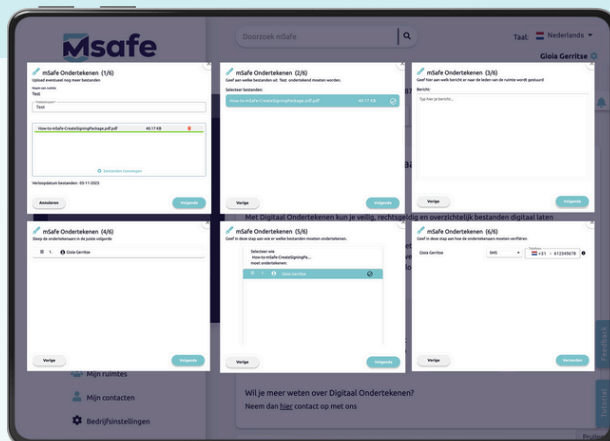 Msafe
Doorzoek mSafe
Taal:
Nederlands
Gioia Gerritse
mSafe Ondertekenen (1/6)
Upload eventueel nog meer bestanden
Test
Test
How-to-mSafe-CreateSigningPackage.pdf.pdf
48.17 KB
Bestanden toevoegen
Verloopdatum bestanden: 03-11-2023
Annuleren
Volgende
mSafe Ondertekenen (2/6)
Geef aan welke bestanden uit Test ondertekend moeten worden.
Selecteer bestanden:
How-to-mSafe-CreateSigningPackage.pdf.pdf
48.17 KB
Vorige
Volgende
mSafe Ondertekenen (3/6)
Geef hier aan welk bericht er naar de leden van de ruimte wordt gestuurd
Bericht:
Typ hier je bericht...
Vorige
Volgende
Met Digitaal Ondertekenen kun je veilig, rechtsgeldig en overzichtelijk bestanden digitaal laten
mSafe Ondertekenen (4/6)
Sleep de ondertekenaars in de juiste volgorde
1. Gioia Gerritse
Vorige
Volgende
mSafe Ondertekenen (5/6)
Geef in deze stap aan wie er welke bestanden moeten ondertekenen.
Selecteer wie
How-to-mSafe-CreateSigningPa...
moet ondertekenen:
1. Gioia Gerritse
Vorige
Volgende
mSafe Ondertekenen (6/6)
Geef in deze stap aan hoe de ondertekenaars moeten verifiëren
Gioia Gerritse
SMS
Telefoon
+31 - 612345678
Vorige
Verzenden
Mijn ruimtes
Mijn contacten
Bedrijfsinstellingen
Wil je meer weten over Digitaal Ondertekenen?
Neem dan hier contact op met ons
Feedback
Tutorial